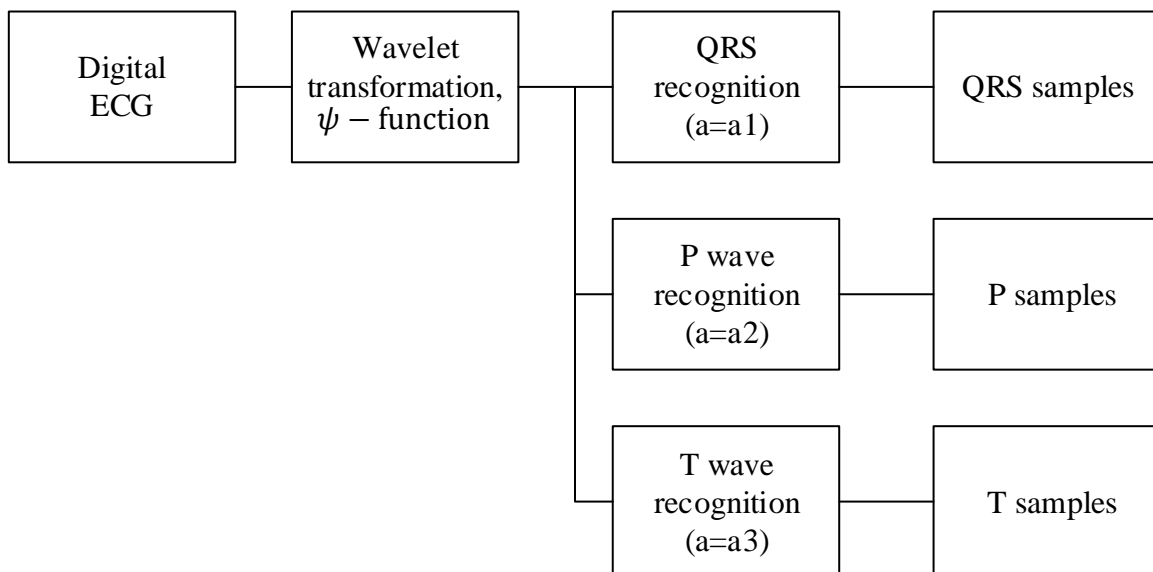 Digital
ECG
Wavelet
transformation,
ψ − function
QRS
recognition
(a=a1)
QRS samples
P wave
recognition
(a=a2)
P samples
T wave
recognition
(a=a3)
T samples